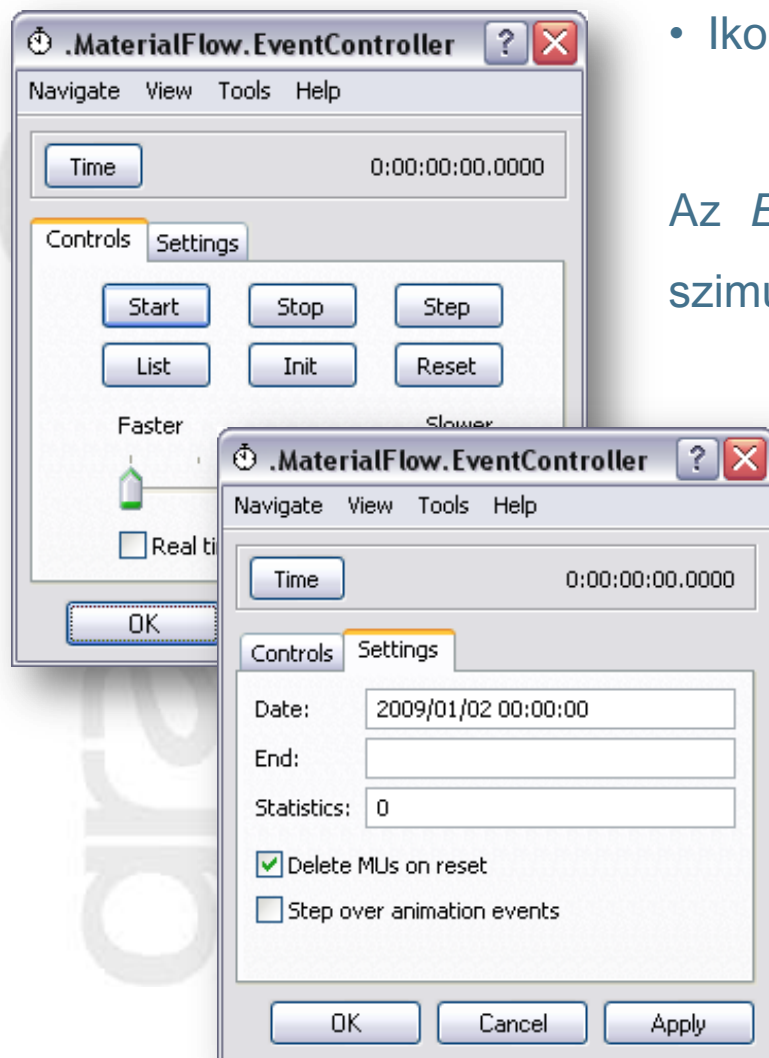 .MaterialFlow.EventController
Navigate View Tools Help
Time 0:00:00:00.0000
Controls Settings
Start Stop Step
List Init Reset
Faster Slower
Real
OK
.MaterialFlow.EventController
Navigate View Tools Help
Time 0:00:00:00.0000
Controls Settings
Date: 2009/01/02 00:00:00
End:
Statistics: 0
Delete MUs on reset
Step over animation events
OK Cancel Apply
• Iko
Az E
szimu